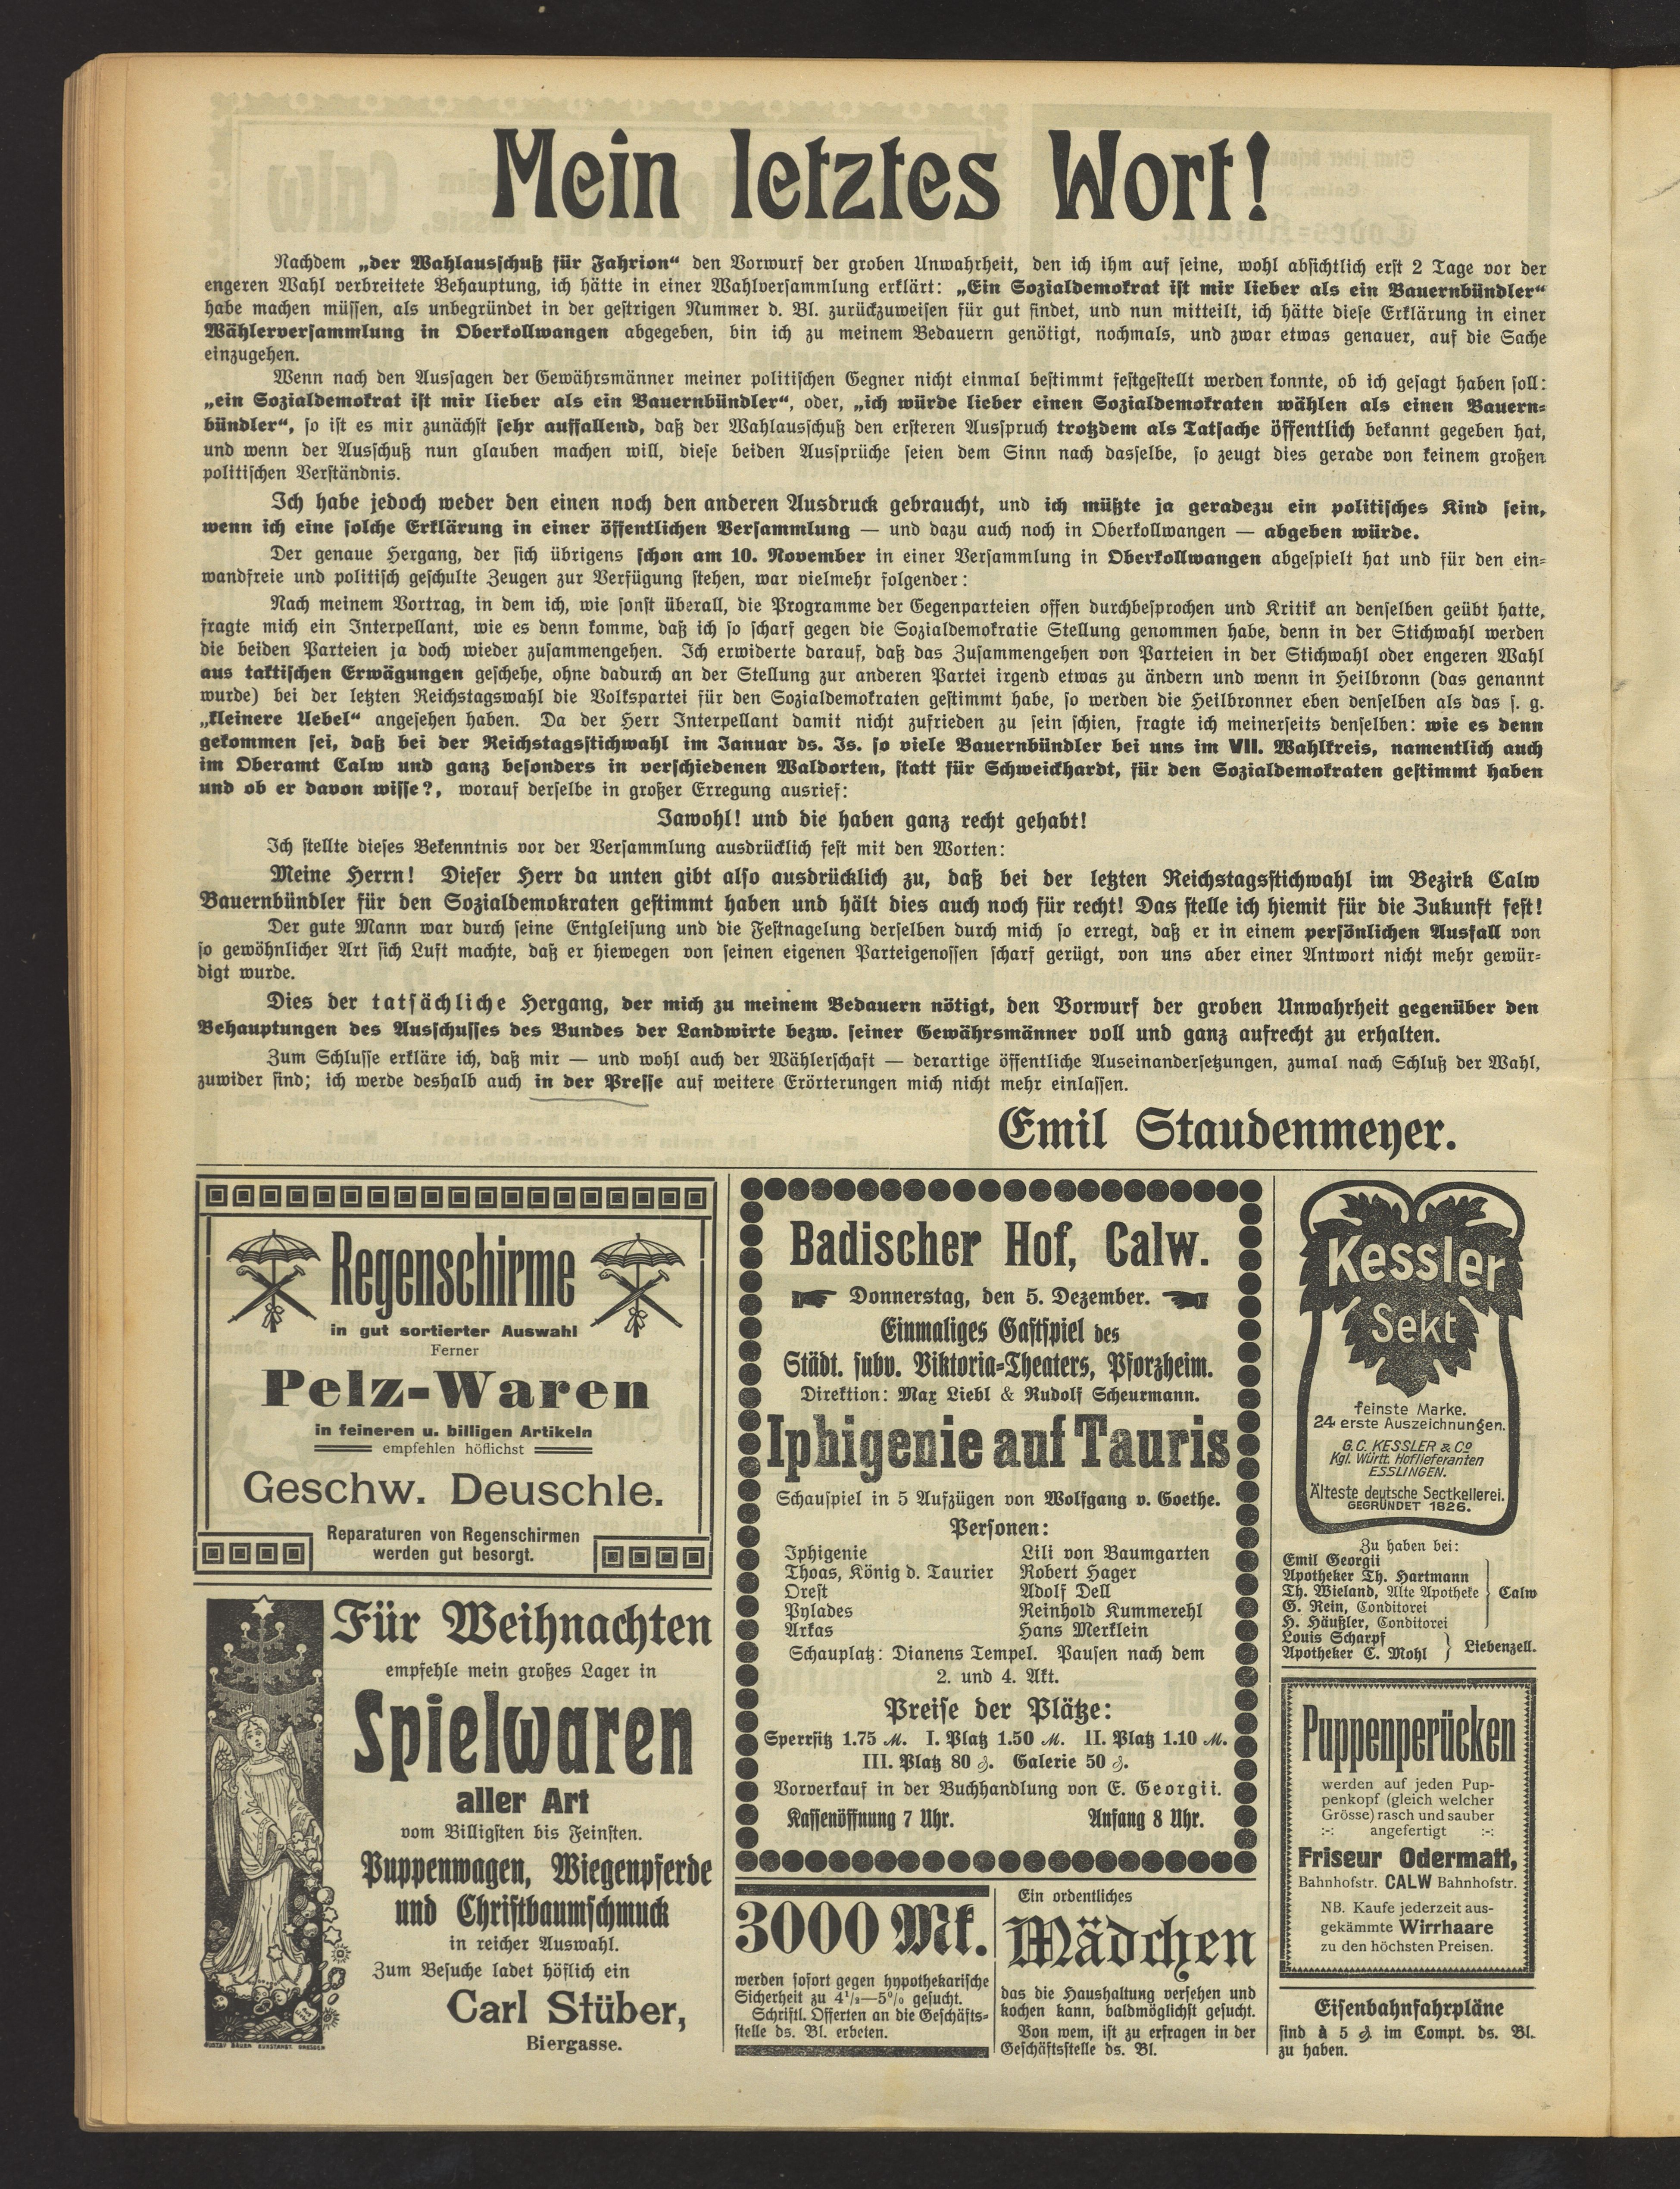 Mein letztes Wort!
Nachdem „der Wahlausschuß für Fahrion“ den Vorwurf der groben Unwahrheit, den ich ihm auf seine, wohl absichtlich erst 2 Tage vor der
engeren Wahl verbreitete Behauptung, ich hätte in einer Wahlversammlung erklärt: „Ein Sozialdemokrat ist mir lieber als ein Bauernbündler“
habe machen müssen, als unbegründet in der gestrigen Nummer d. Bl. zurückzuweisen für gut findet, und nun mitteilt, ich hätte diese Erklärung in einer
Wählerversammlung in Oberkollwangen abgegeben, bin ich zu meinem Bedauern genötigt, nochmals, und zwar etwas genauer, auf die Sache
einzugehen.
Wenn nach den Aussagen der Gewährsmänner meiner politischen Gegner nicht einmal bestimmt festgestellt werden konnte, ob ich gesagt haben soll:
„ein Sozialdemokrat ist mir lieber als ein Bauernbündler“, oder, „ich würde lieber einen Sozialdemokraten wählen als einen Bauern-
bündler“, so ist es mir zunächst sehr auffallend, daß der Wahlausschuß den ersteren Ausspruch trotzdem als Tatsache öffentlich bekannt gegeben hat,
und wenn der Ausschuß nun glauben machen will, diese beiden Aussprüche seien dem Sinn nach dasselbe, so zeugt dies gerade von keinem großen
politischen Verständnis.
Ich habe jedoch weder den einen noch den anderen Ausdruck gebraucht, und ich müßte ja geradezu ein politisches Kind sein,
wenn ich eine solche Erklärung in einer öffentlichen Versammlung — und dazu auch noch in Oberkollwangen — abgeben würde.
Der genaue Hergang, der sich übrigens schon am 10. November in einer Versammlung in Oberkollwangen abgespielt hat und für den ein-
wandfreie und politisch geschulte Zeugen zur Verfügung stehen, war vielmehr folgender:
Nach meinem Vortrag, in dem ich, wie sonst überall, die Programme der Gegenparteien offen durchbesprochen und Kritik an denselben geübt hatte,
fragte mich ein Interpellant, wie es denn komme, daß ich so scharf gegen die Sozialdemokratie Stellung genommen habe, denn in der Stichwahl werden
die beiden Parteien ja doch wieder zusammengehen. Ich erwiderte darauf, daß das Zusammengehen von Parteien in der Stichwahl oder engeren Wahl
aus taktischen Erwägungen geschehe, ohne dadurch an der Stellung zur anderen Partei irgend etwas zu ändern und wenn in Heilbronn (das genannt
wurde) bei der letzten Reichstagswahl die Volkspartei für den Sozialdemokraten gestimmt habe, so werden die Heilbronner eben denselben als das s. g.
„kleinere Uebel“ angesehen haben. Da der Herr Interpellant damit nicht zufrieden zu sein schien, fragte ich meinerseits denselben: wie es denn
gekommen sei, daß bei der Reichstagsstichwahl im Januar ds. Js. so viele Bauernbündler bei uns im VII. Wahlkreis, namentlich auch
im Oberamt Calw und ganz besonders in verschiedenen Waldorten, statt für Schweickhardt, für den Sozialdemokraten gestimmt haben
und ob er davon wisse?, worauf derselbe in großer Erregung ausrief:
Jawohl! und die haben ganz recht gehabt!
Ich stellte dieses Bekenntnis vor der Versammlung ausdrücklich fest mit den Worten:
Meine Herrn! Dieser Herr da unten gibt also ausdrücklich zu, daß bei der letzten Reichstagsstichwahl im Bezirk Calw
Bauernbündler für den Sozialdemokraten gestimmt haben und hält dies auch noch für recht! Das stelle ich hiemit für die Zukunft fest!
Der gute Mann war durch seine Entgleisung und die Festnagelung derselben durch mich so erregt, daß er in einem persönlichen Ausfall von
so gewöhnlicher Art sich Luft machte, daß er hiewegen von seinen eigenen Parteigenossen scharf gerügt, von uns aber einer Antwort nicht mehr gewür-
digt wurde.
Dies der tatsächliche Hergang, der mich zu meinem Bedauern nötigt, den Vorwurf der groben Unwahrheit gegenüber den
Behauptungen des Ausschusses des Bundes der Landwirte bezw. seiner Gewährsmänner voll und ganz aufrecht zu erhalten.
Zum Schlusse erkläre ich, daß mir — und wohl auch der Wählerschaft — derartige öffentliche Auseinandersetzungen, zumal nach Schluß der Wahl,
zuwider sind; ich werde deshalb auch in der Presse auf weitere Erörterungen mich nicht mehr einlassen.
Emil Staudenmeyer.
Regenschirme
in gut sortierter Auswahl
Ferner
Pelz-Waren
in feineren u. billigen Artikeln
empfehlen höflichst
Geschw. Deuschle.
Reparaturen von Regenschirmen
werden gut besorgt.
Für Weihnachten
empfehle mein großes Lager in
Spielwaren
aller Art
vom Billigsten bis Feinsten.
Puppenwagen, Wiegenpferde
und Christbaumschmuck
in reicher Auswahl.
Zum Besuche ladet höflich ein
Carl Stüber,
Biergasse.
GUSTAV BAUER KUNSTANST. DRESDEN
Badischer Hof, Calw.
Donnerstag, den 5. Dezember.
Einmaliges Gastspiel des
Städt. subv. Viktoria-Theaters, Pforzheim.
Direktion: Max Liebl & Rudolf Scheurmann.
Iphigenie auf Tauris
Schauspiel in 5 Aufzügen von Wolfgang v. Goethe.
Personen:
Iphigenie Lili von Baumgarten
Thoas, König d. Taurier Robert Hager
Orest Adolf Dell
Pylades Reinhold Kummerehl
Arkas Hans Merklein
Schauplatz: Dianens Tempel. Pausen nach dem
2. und 4. Akt.
Preise der Plätze:
Sperrsitz 1.75 ℳ. I. Platz 1.50 ℳ. II. Platz 1.10 ℳ.
III. Platz 80 ₰. Galerie 50 ₰.
Vorverkauf in der Buchhandlung von E. Georgii.
Kassenöffnung 7 Uhr. Anfang 8 Uhr.
3000 Mk.
werden sofort gegen hypothekarische
Sicherheit zu 4½—5% gesucht.
Schriftl. Offerten an die Geschäfts-
stelle ds. Bl. erbeten.
Ein ordentliches
Mädchen
das die Haushaltung versehen und
kochen kann, baldmöglichst gesucht.
Von wem, ist zu erfragen in der
Geschäftsstelle ds. Bl.
Kessler
Sekt
feinste Marke.
24 erste Auszeichnungen.
G. C. KESSLER & Co
Kgl. Württ. Hoflieferanten
ESSLINGEN.
Älteste deutsche Sectkellerei.
GEGRÜNDET 1826.
Zu haben bei:
Emil Georgii
Apotheker Th. Hartmann
Th. Wieland, Alte Apotheke } Calw
G. Rein, Conditorei
H. Häußler, Conditorei
Louis Scharpf } Liebenzell.
Apotheker C. Mohl
Puppenperücken
werden auf jeden Pup-
penkopf (gleich welcher
Grösse) rasch und sauber
:-: angefertigt :-:
Friseur Odermatt,
Bahnhofstr. CALW Bahnhofstr.
NB. Kaufe jederzeit aus-
gekämmte Wirrhaare
zu den höchsten Preisen.
Eisenbahnfahrpläne
sind à 5 ₰ im Compt. ds. Bl.
zu haben.